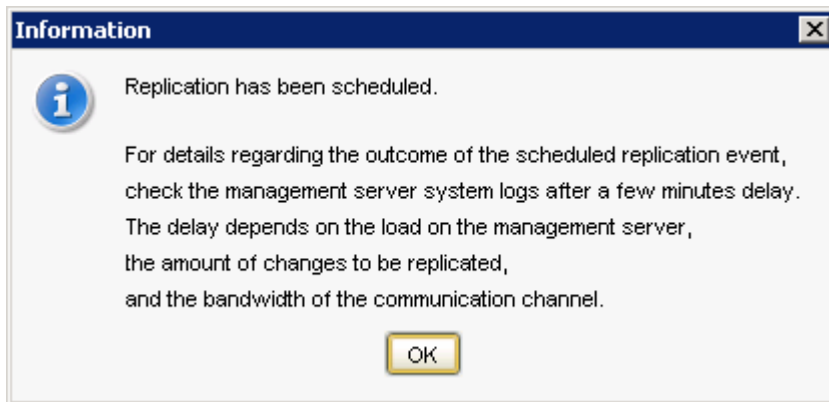 Information
Replication has been scheduled.
For details regarding the outcome of the scheduled replication event,
check the management server system logs after a few minutes delay.
The delay depends on the load on the management server,
the amount of changes to be replicated,
and the bandwidth of the communication channel.
OK